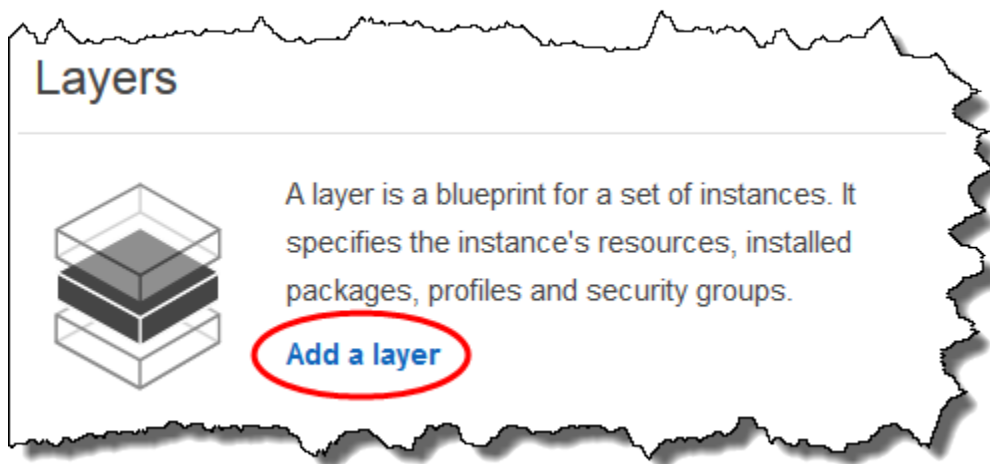 Layers
A layer is a blueprint for a set of instances. It
specifies the instance's resources, installed
packages, profiles and security groups.
Add a layer